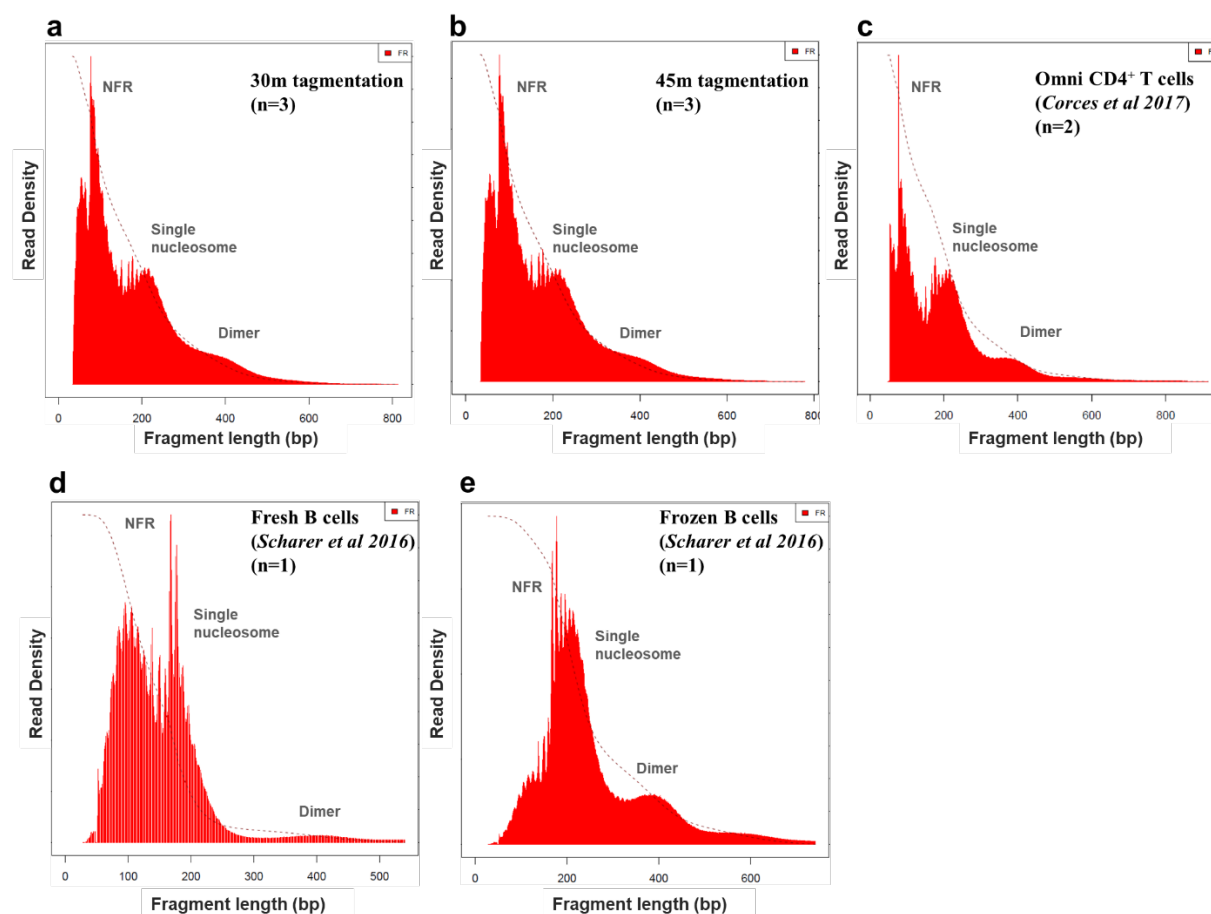 a
FR
NFR
30m tagmentation
(n=3)
Single
nucleosome
Dimer
Read Density
0 200 400 600 800
Fragment length (bp)
b
FR
NFR
45m tagmentation
(n=3)
Single
nucleosome
Dimer
Read Density
0 200 400 600 800
Fragment length (bp)
c
F
NFR
Omni CD4⁺ T cells
(Corces et al 2017)
(n=2)
Single
nucleosome
Dimer
Read Density
0 200 400 600 800
Fragment length (bp)
d
FR
NFR
Fresh B cells
(Scharer et al 2016)
(n=1)
Single
nucleosome
Dimer
Read Density
0 100 200 300 400 500
Fragment length (bp)
e
FR
NFR
Frozen B cells
(Scharer et al 2016)
(n=1)
Single
nucleosome
Dimer
Read Density
0 200 400 600
Fragment length (bp)